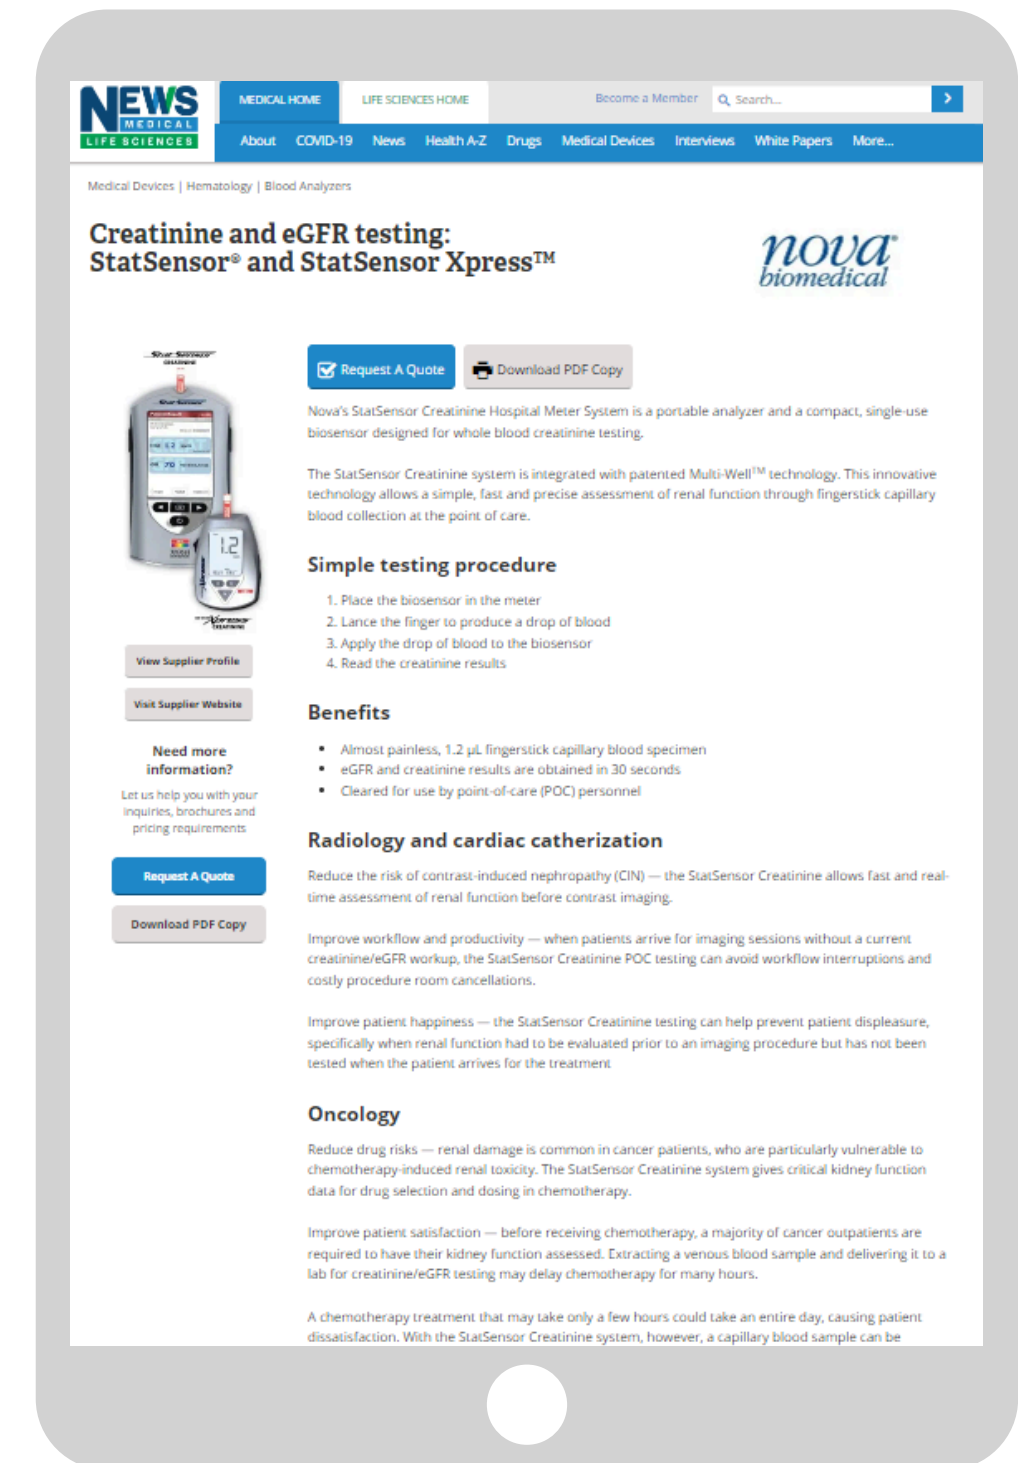 NEWS
MEDICAL
LIFE SCIENCES
MEDICAL HOME
LIFE SCIENCES HOME
Become a Member
Search...
About COVID-19 News Health A-Z Drugs Medical Devices Interviews White Papers More...
Medical Devices | Hematology | Blood Analyzers
Creatinine and eGFR testing:
StatSensor® and StatSensor Xpress™
nova®
biomedical
Stat Sensor
CREATININE
1.2
View Supplier Profile
Visit Supplier Website
Need more
information?
Let us help you with your
inquiries, brochures and
pricing requirements
Request A Quote
Download PDF Copy
Request A Quote
Download PDF Copy
Nova's StatSensor Creatinine Hospital Meter System is a portable analyzer and a compact, single-use
biosensor designed for whole blood creatinine testing.
The StatSensor Creatinine system is integrated with patented Multi-Well™ technology. This innovative
technology allows a simple, fast and precise assessment of renal function through fingerstick capillary
blood collection at the point of care.
Simple testing procedure
1. Place the biosensor in the meter
2. Lance the finger to produce a drop of blood
3. Apply the drop of blood to the biosensor
4. Read the creatinine results
Benefits
• Almost painless, 1.2 µL fingerstick capillary blood specimen
• eGFR and creatinine results are obtained in 30 seconds
• Cleared for use by point-of-care (POC) personnel
Radiology and cardiac catherization
Reduce the risk of contrast-induced nephropathy (CIN) — the StatSensor Creatinine allows fast and real-
time assessment of renal function before contrast imaging.
Improve workflow and productivity — when patients arrive for imaging sessions without a current
creatinine/eGFR workup, the StatSensor Creatinine POC testing can avoid workflow interruptions and
costly procedure room cancellations.
Improve patient happiness — the StatSensor Creatinine testing can help prevent patient displeasure,
specifically when renal function had to be evaluated prior to an imaging procedure but has not been
tested when the patient arrives for the treatment
Oncology
Reduce drug risks — renal damage is common in cancer patients, who are particularly vulnerable to
chemotherapy-induced renal toxicity. The StatSensor Creatinine system gives critical kidney function
data for drug selection and dosing in chemotherapy.
Improve patient satisfaction — before receiving chemotherapy, a majority of cancer outpatients are
required to have their kidney function assessed. Extracting a venous blood sample and delivering it to a
lab for creatinine/eGFR testing may delay chemotherapy for many hours.
A chemotherapy treatment that may take only a few hours could take an entire day, causing patient
dissatisfaction. With the StatSensor Creatinine system, however, a capillary blood sample can be